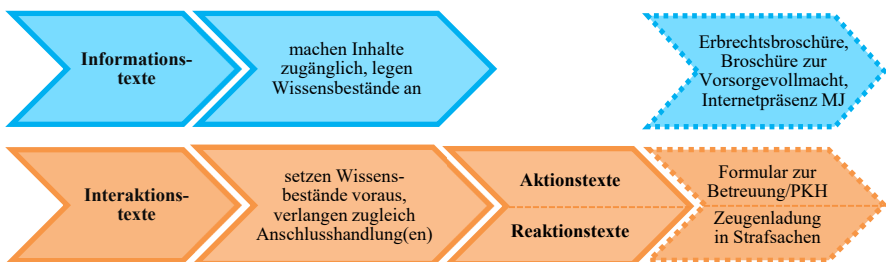 Informations-
texte
machen Inhalte
zugänglich, legen
Wissensbestände an
Erbrechtsbroschüre,
Broschüre zur
Vorsorgevollmacht,
Internetpräsenz MJ
Interaktions-
texte
setzen Wissens-
bestände voraus,
verlangen zugleich
Anschlusshandlung(en)
Aktionstexte
Reaktionstexte
Formular zur
Betreuung/PKH
Zeugenladung
in Strafsachen